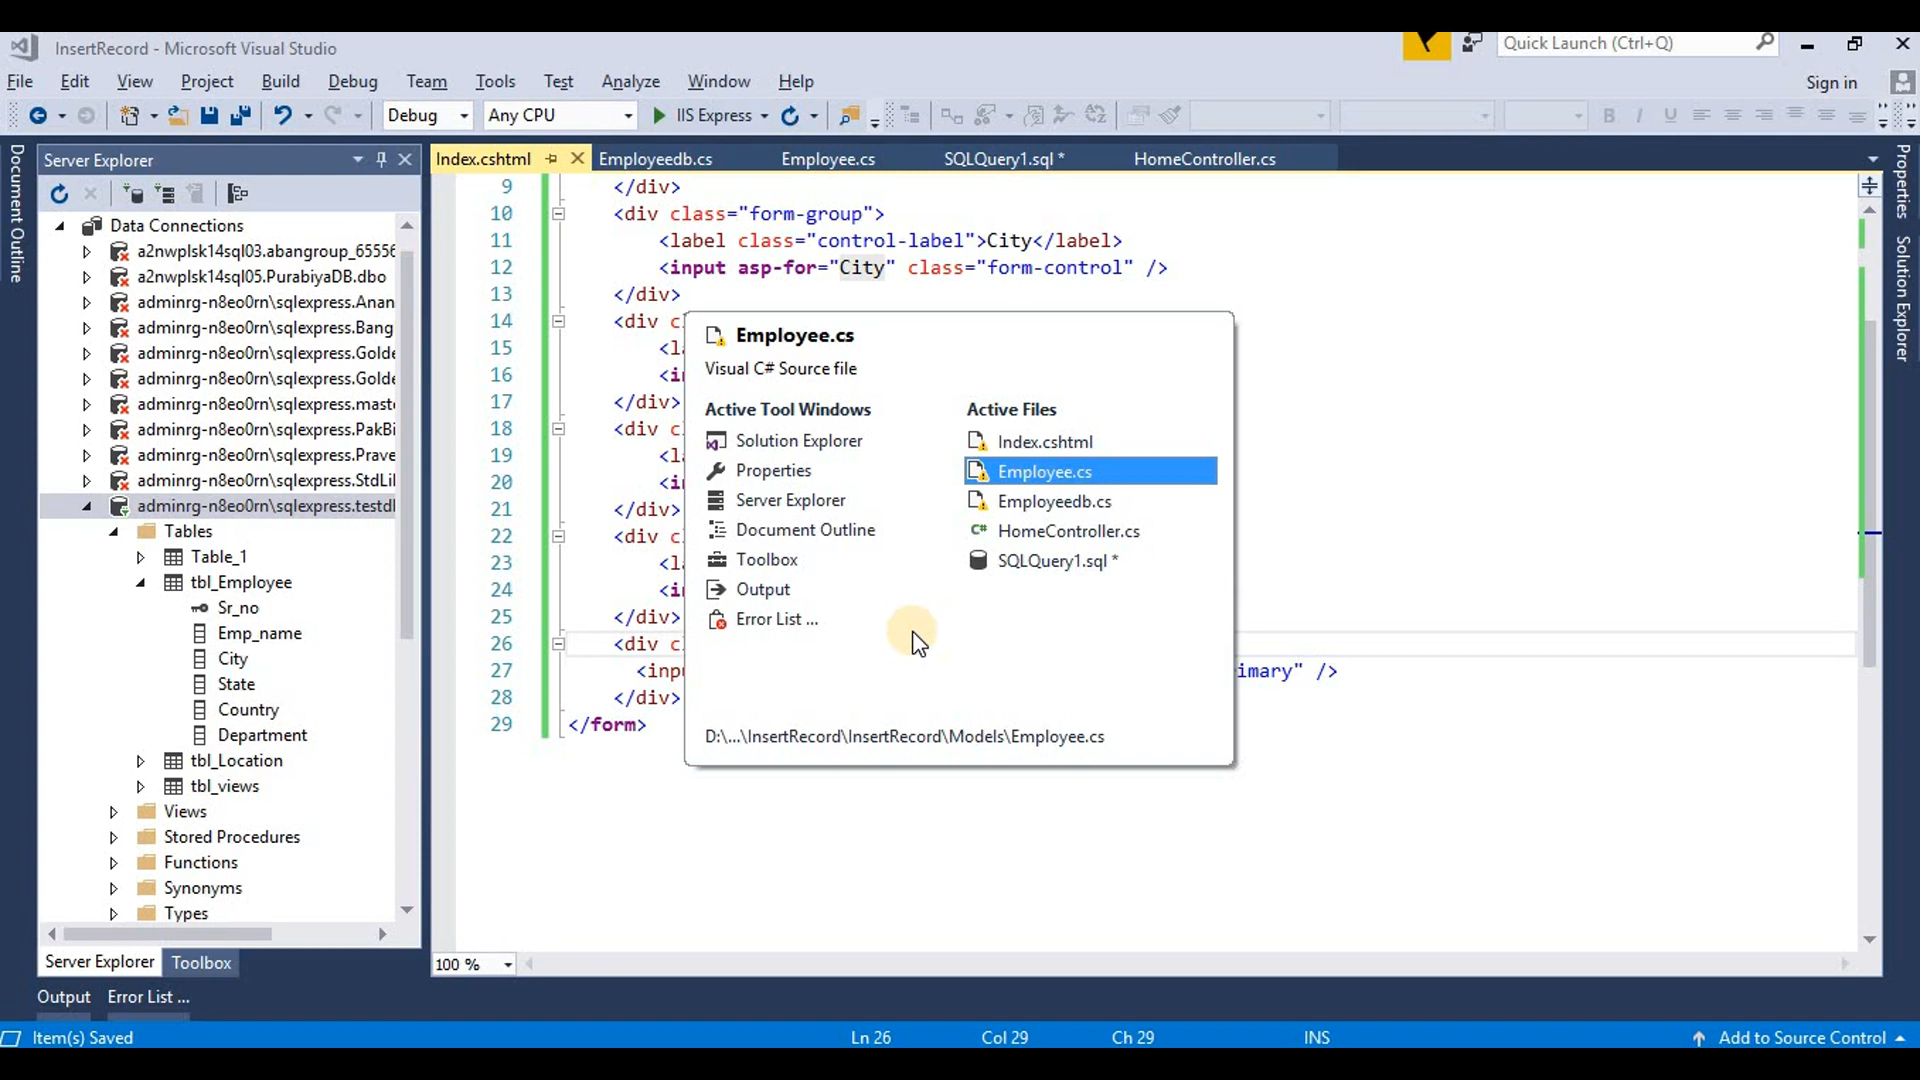 InsertRecord - Microsoft Visual Studio
Quick Launch (Ctrl+Q)
File Edit View Project Build Debug Team Tools Test Analyze Window Help
Sign in
Debug Any CPU IIS Express
Document Outline
Server Explorer
Data Connections
a2nwplsk14sql03.abangroup_6555
a2nwplsk14sql05.PurabiyaDB.dbo
adminrg-n8eo0rn\sqlexpress.Anan
adminrg-n8eo0rn\sqlexpress.Bang
adminrg-n8eo0rn\sqlexpress.Golde
adminrg-n8eo0rn\sqlexpress.Golde
adminrg-n8eo0rn\sqlexpress.mast
adminrg-n8eo0rn\sqlexpress.PakBi
adminrg-n8eo0rn\sqlexpress.Prave
adminrg-n8eo0rn\sqlexpress.StdLi
adminrg-n8eo0rn\sqlexpress.testd
Tables
Table_1
tbl_Employee
Sr_no
Emp_name
City
State
Country
Department
tbl_Location
tbl_views
Views
Stored Procedures
Functions
Synonyms
Types
Server Explorer Toolbox
Output Error List ...
Index.cshtml Employeedb.cs Employee.cs SQLQuery1.sql * HomeController.cs
9 </div>
10 <div class="form-group">
11 <label class="control-label">City</label>
12 <input asp-for="City" class="form-control" />
13 </div>
14 <div c
15 <la
16 <in
17 </div>
18 <div c
19 <la
20 <in
21 </div>
22 <div c
23 <la
24 <in
25 </div>
26 <div c
27 <inpu imary" />
28 </div>
29 </form>
Employee.cs
Visual C# Source file
Active Tool Windows
Solution Explorer
Properties
Server Explorer
Document Outline
Toolbox
Output
Error List ...
Active Files
Index.cshtml
Employee.cs
Employeedb.cs
HomeController.cs
SQLQuery1.sql *
D:\...\InsertRecord\InsertRecord\Models\Employee.cs
100 %
Properties
Solution Explorer
Item(s) Saved Ln 26 Col 29 Ch 29 INS Add to Source Control